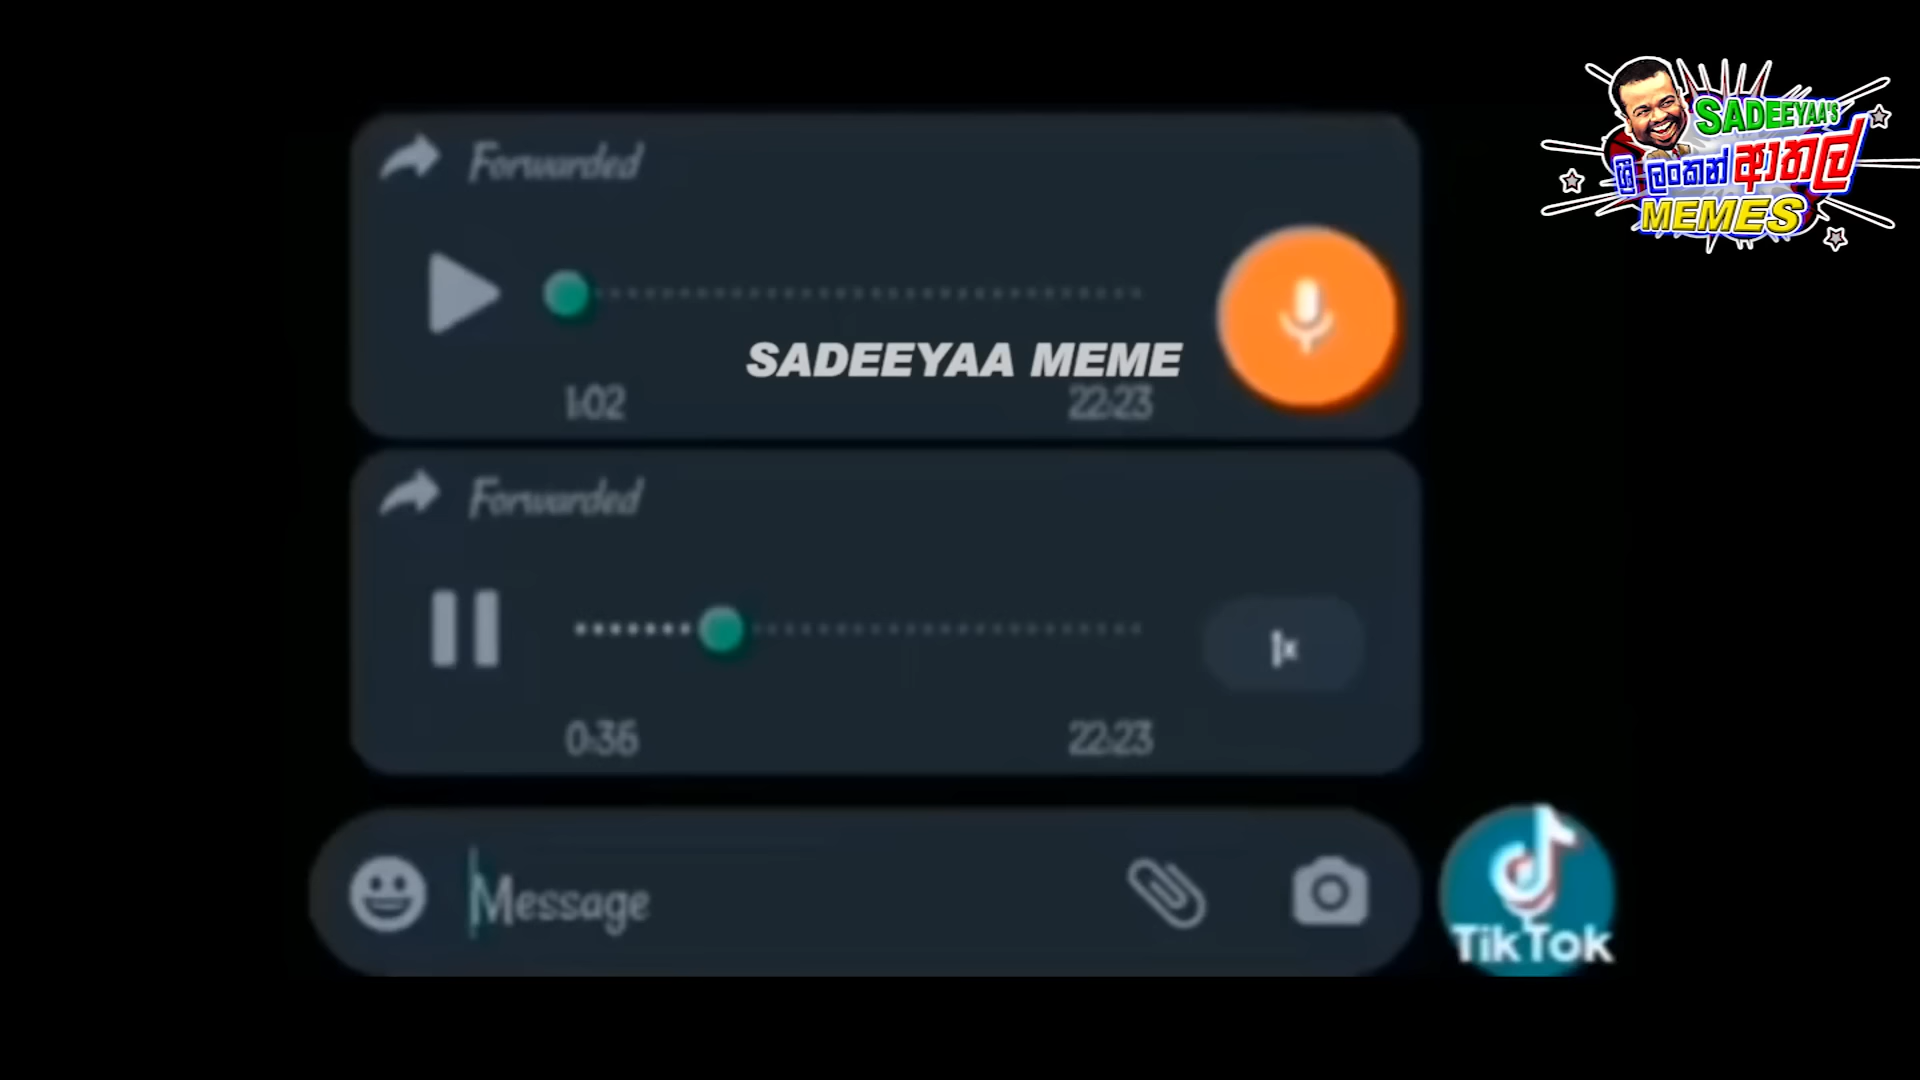 Forwarded
SADEEYAA'S
ශ්‍රී ලංකන් ආතල්
MEMES
SADEEYAA MEME
1:02 22:23
Forwarded
1x
0:36 22:23
Message
TikTok